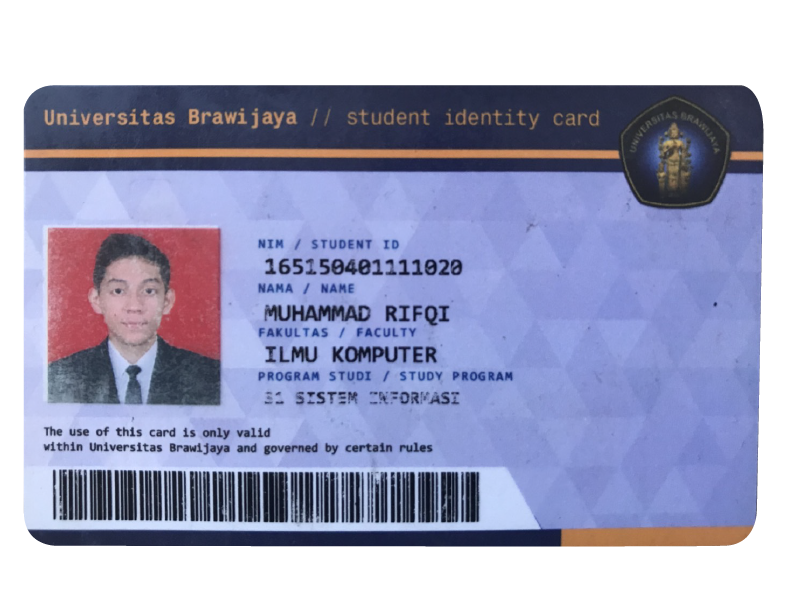 Universitas Brawijaya // student identity card
UNIVERSITAS BRAWIJAYA
NIM / STUDENT ID
165150401111020
NAMA / NAME
MUHAMMAD RIFQI
FAKULTAS / FACULTY
ILMU KOMPUTER
PROGRAM STUDI / STUDY PROGRAM
S1 SISTEM INFORMASI
The use of this card is only valid
within Universitas Brawijaya and governed by certain rules